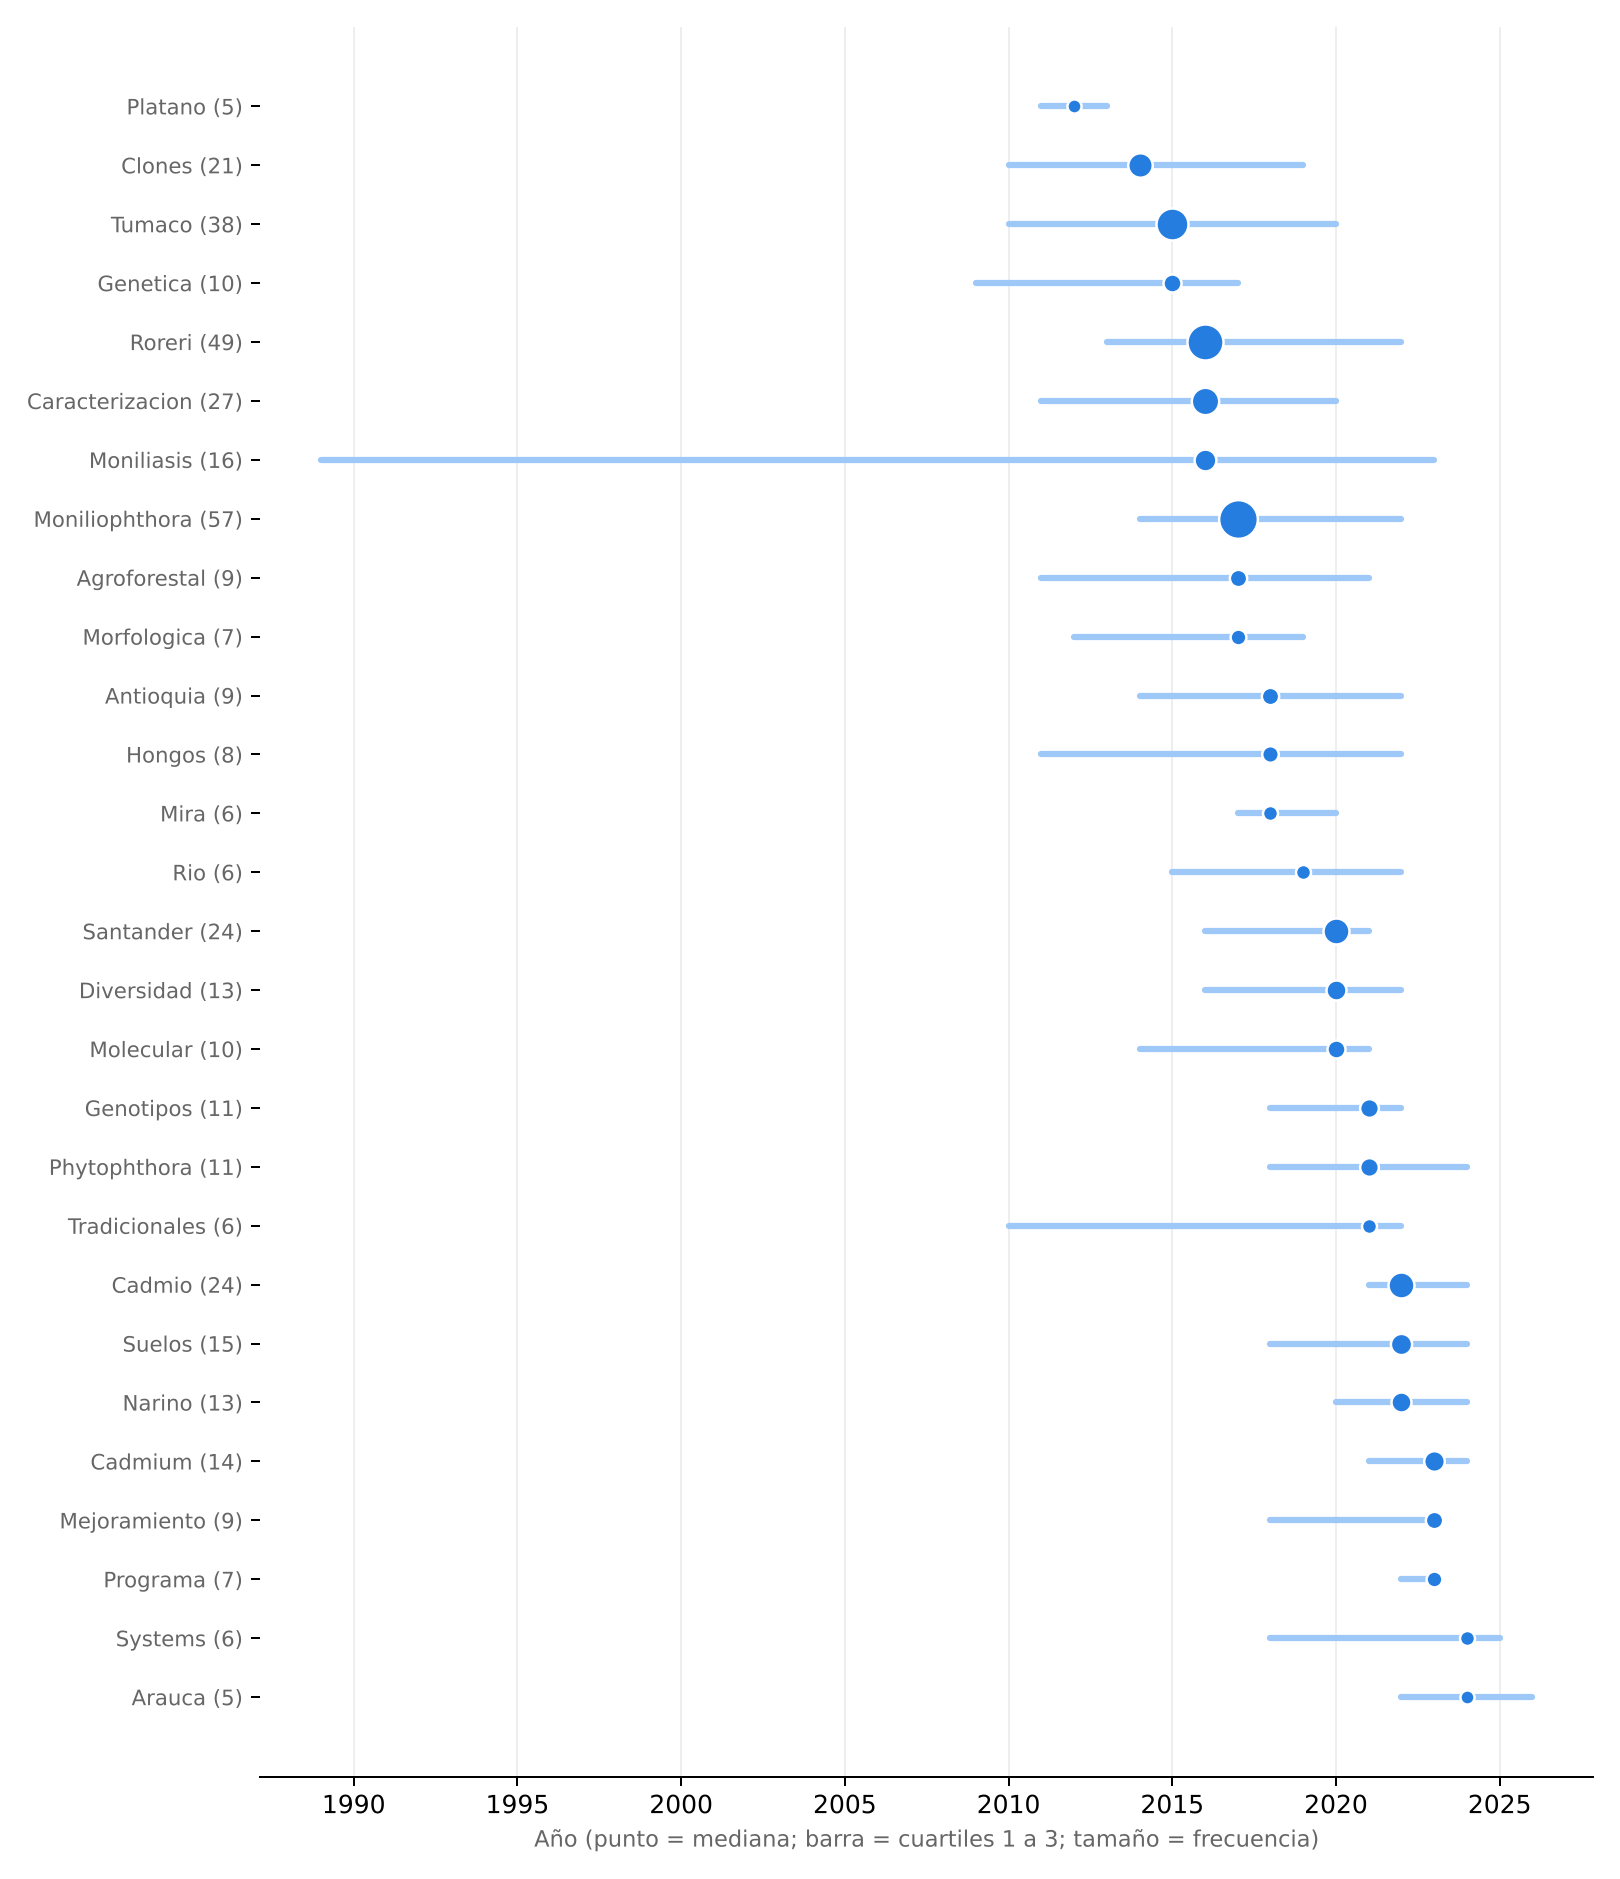 Platano (5)
Clones (21)
Tumaco (38)
Genetica (10)
Roreri (49)
Caracterizacion (27)
Moniliasis (16)
Moniliophthora (57)
Agroforestal (9)
Morfologica (7)
Antioquia (9)
Hongos (8)
Mira (6)
Rio (6)
Santander (24)
Diversidad (13)
Molecular (10)
Genotipos (11)
Phytophthora (11)
Tradicionales (6)
Cadmio (24)
Suelos (15)
Narino (13)
Cadmium (14)
Mejoramiento (9)
Programa (7)
Systems (6)
Arauca (5)
1990 1995 2000 2005 2010 2015 2020 2025
Año (punto = mediana; barra = cuartiles 1 a 3; tamaño = frecuencia)